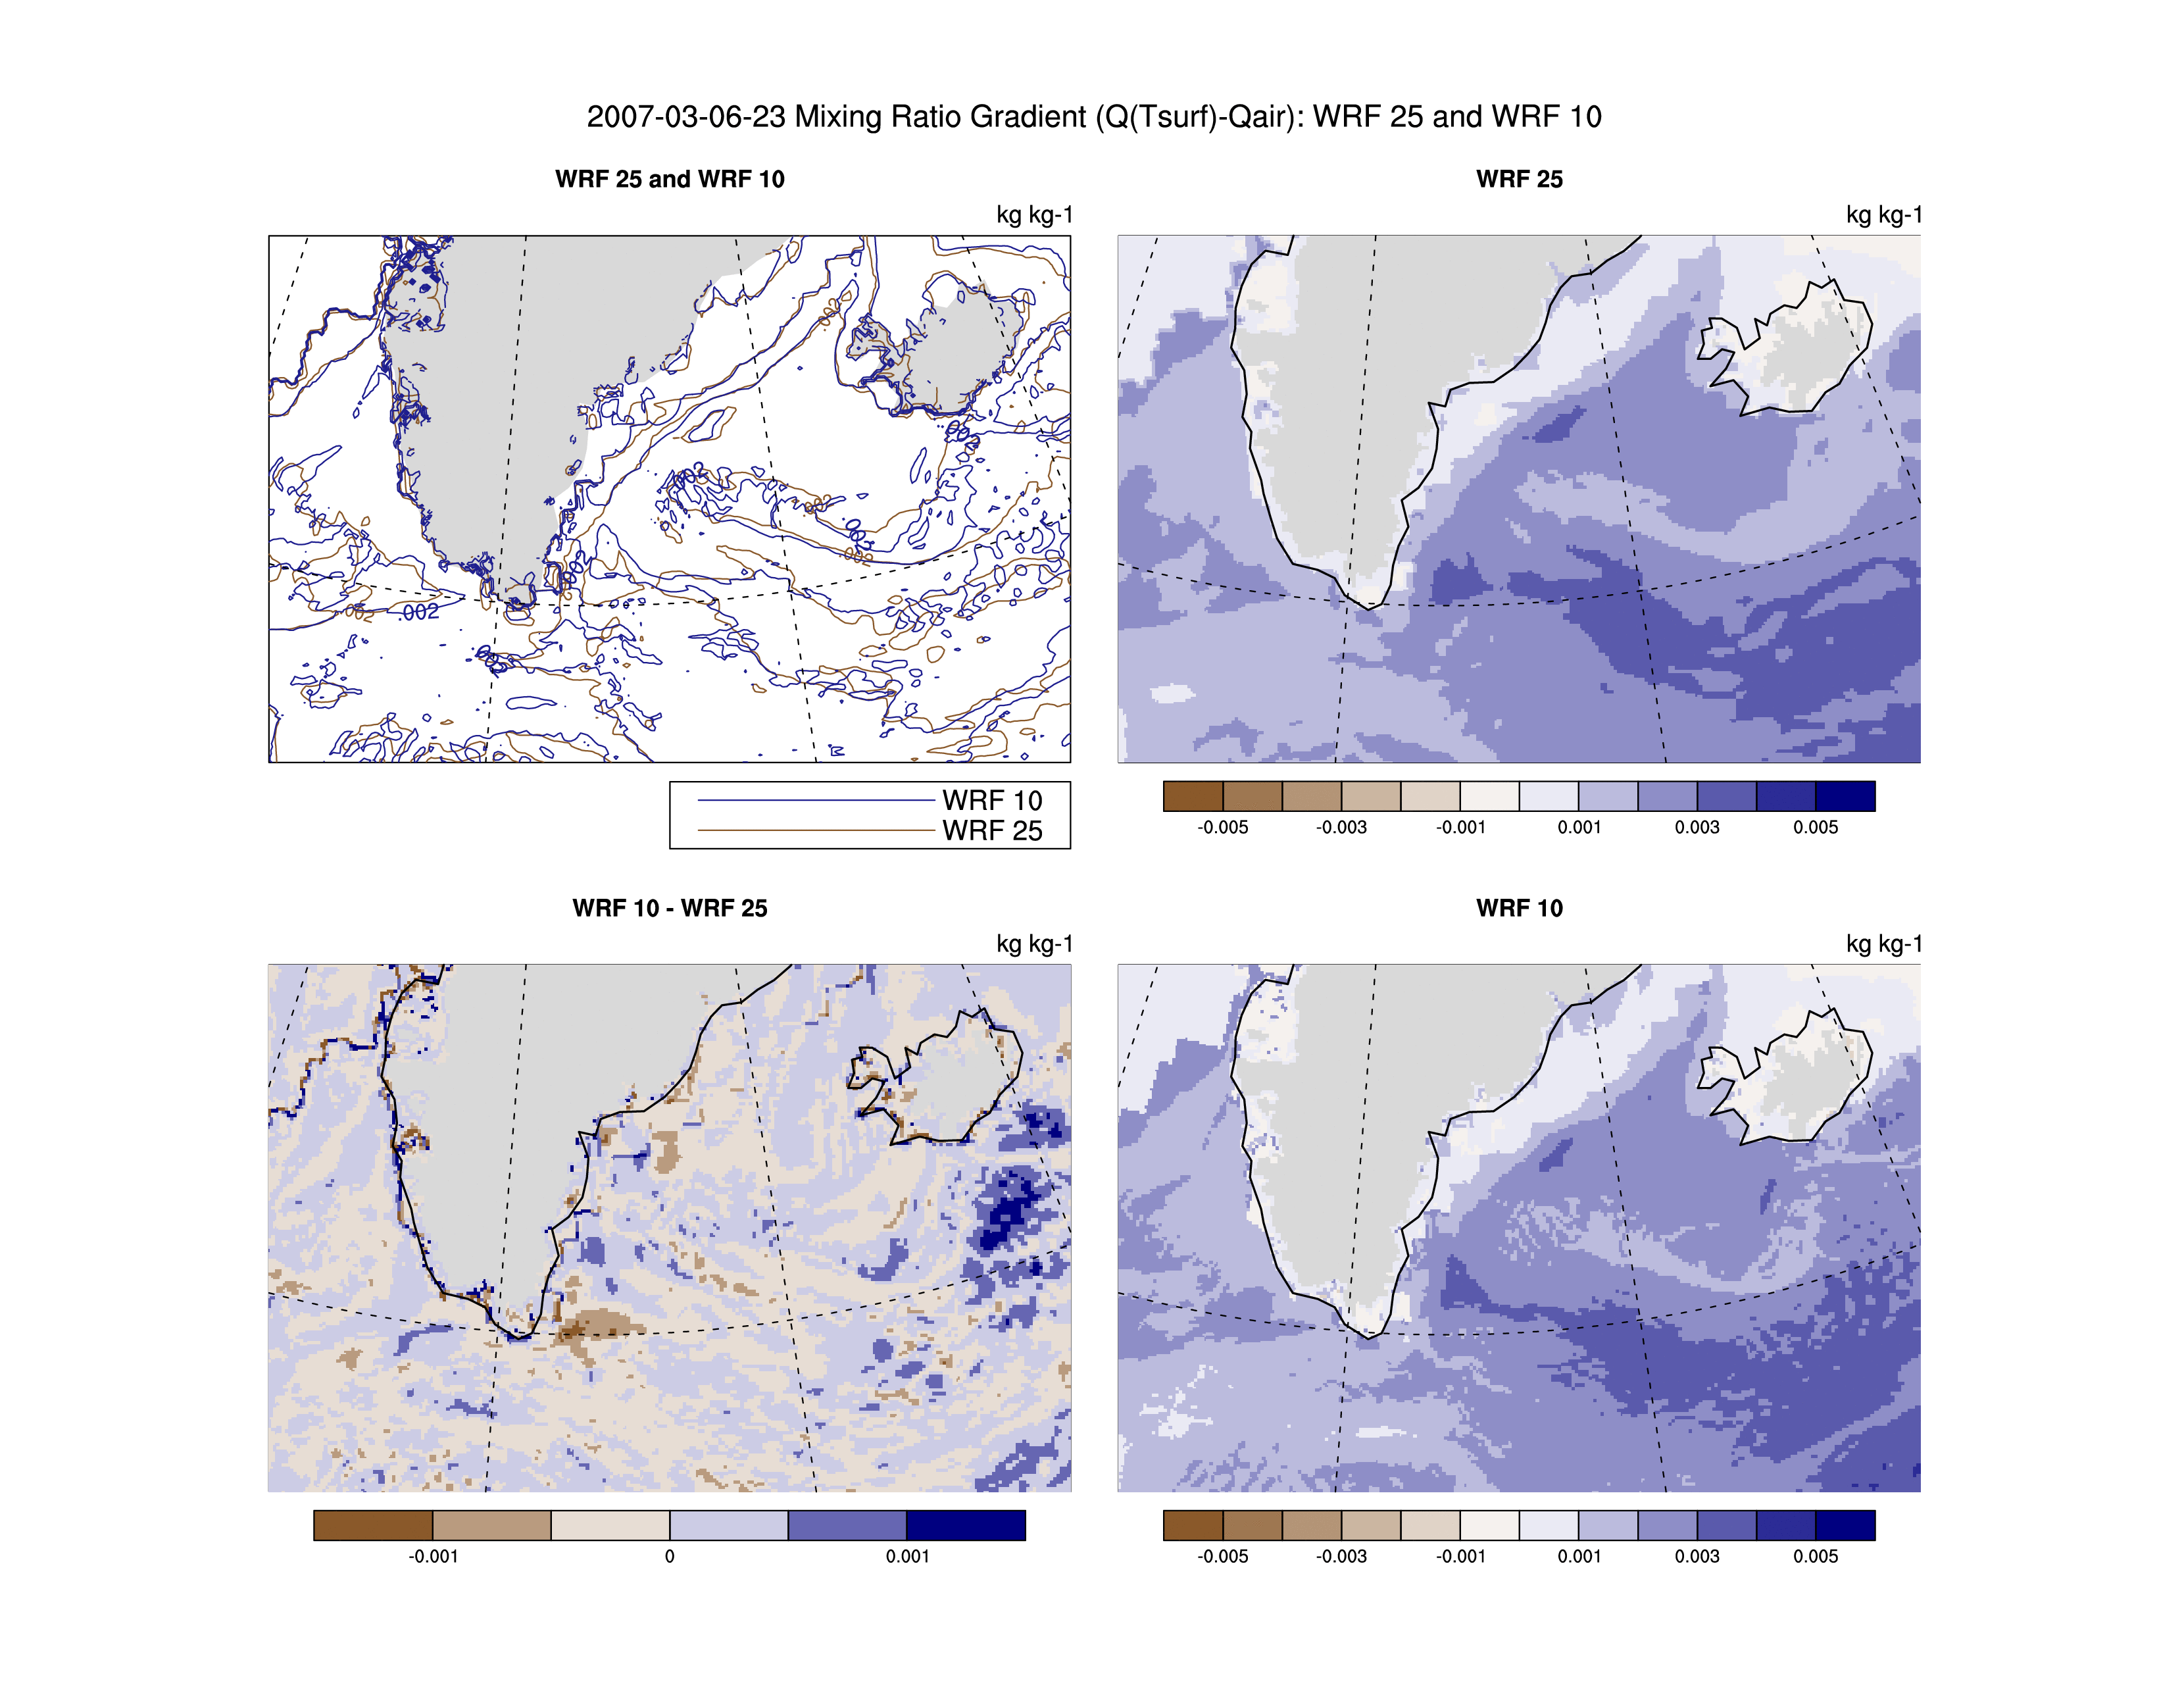 2007-03-06-23 Mixing Ratio Gradient (Q(Tsurf)-Qair): WRF 25 and WRF 10
WRF 25 and WRF 10
kg kg-1
.002
WRF 10
WRF 25
WRF 25
kg kg-1
-0.005 -0.003 -0.001 0.001 0.003 0.005
WRF 10 - WRF 25
kg kg-1
-0.001 0 0.001
WRF 10
kg kg-1
-0.005 -0.003 -0.001 0.001 0.003 0.005